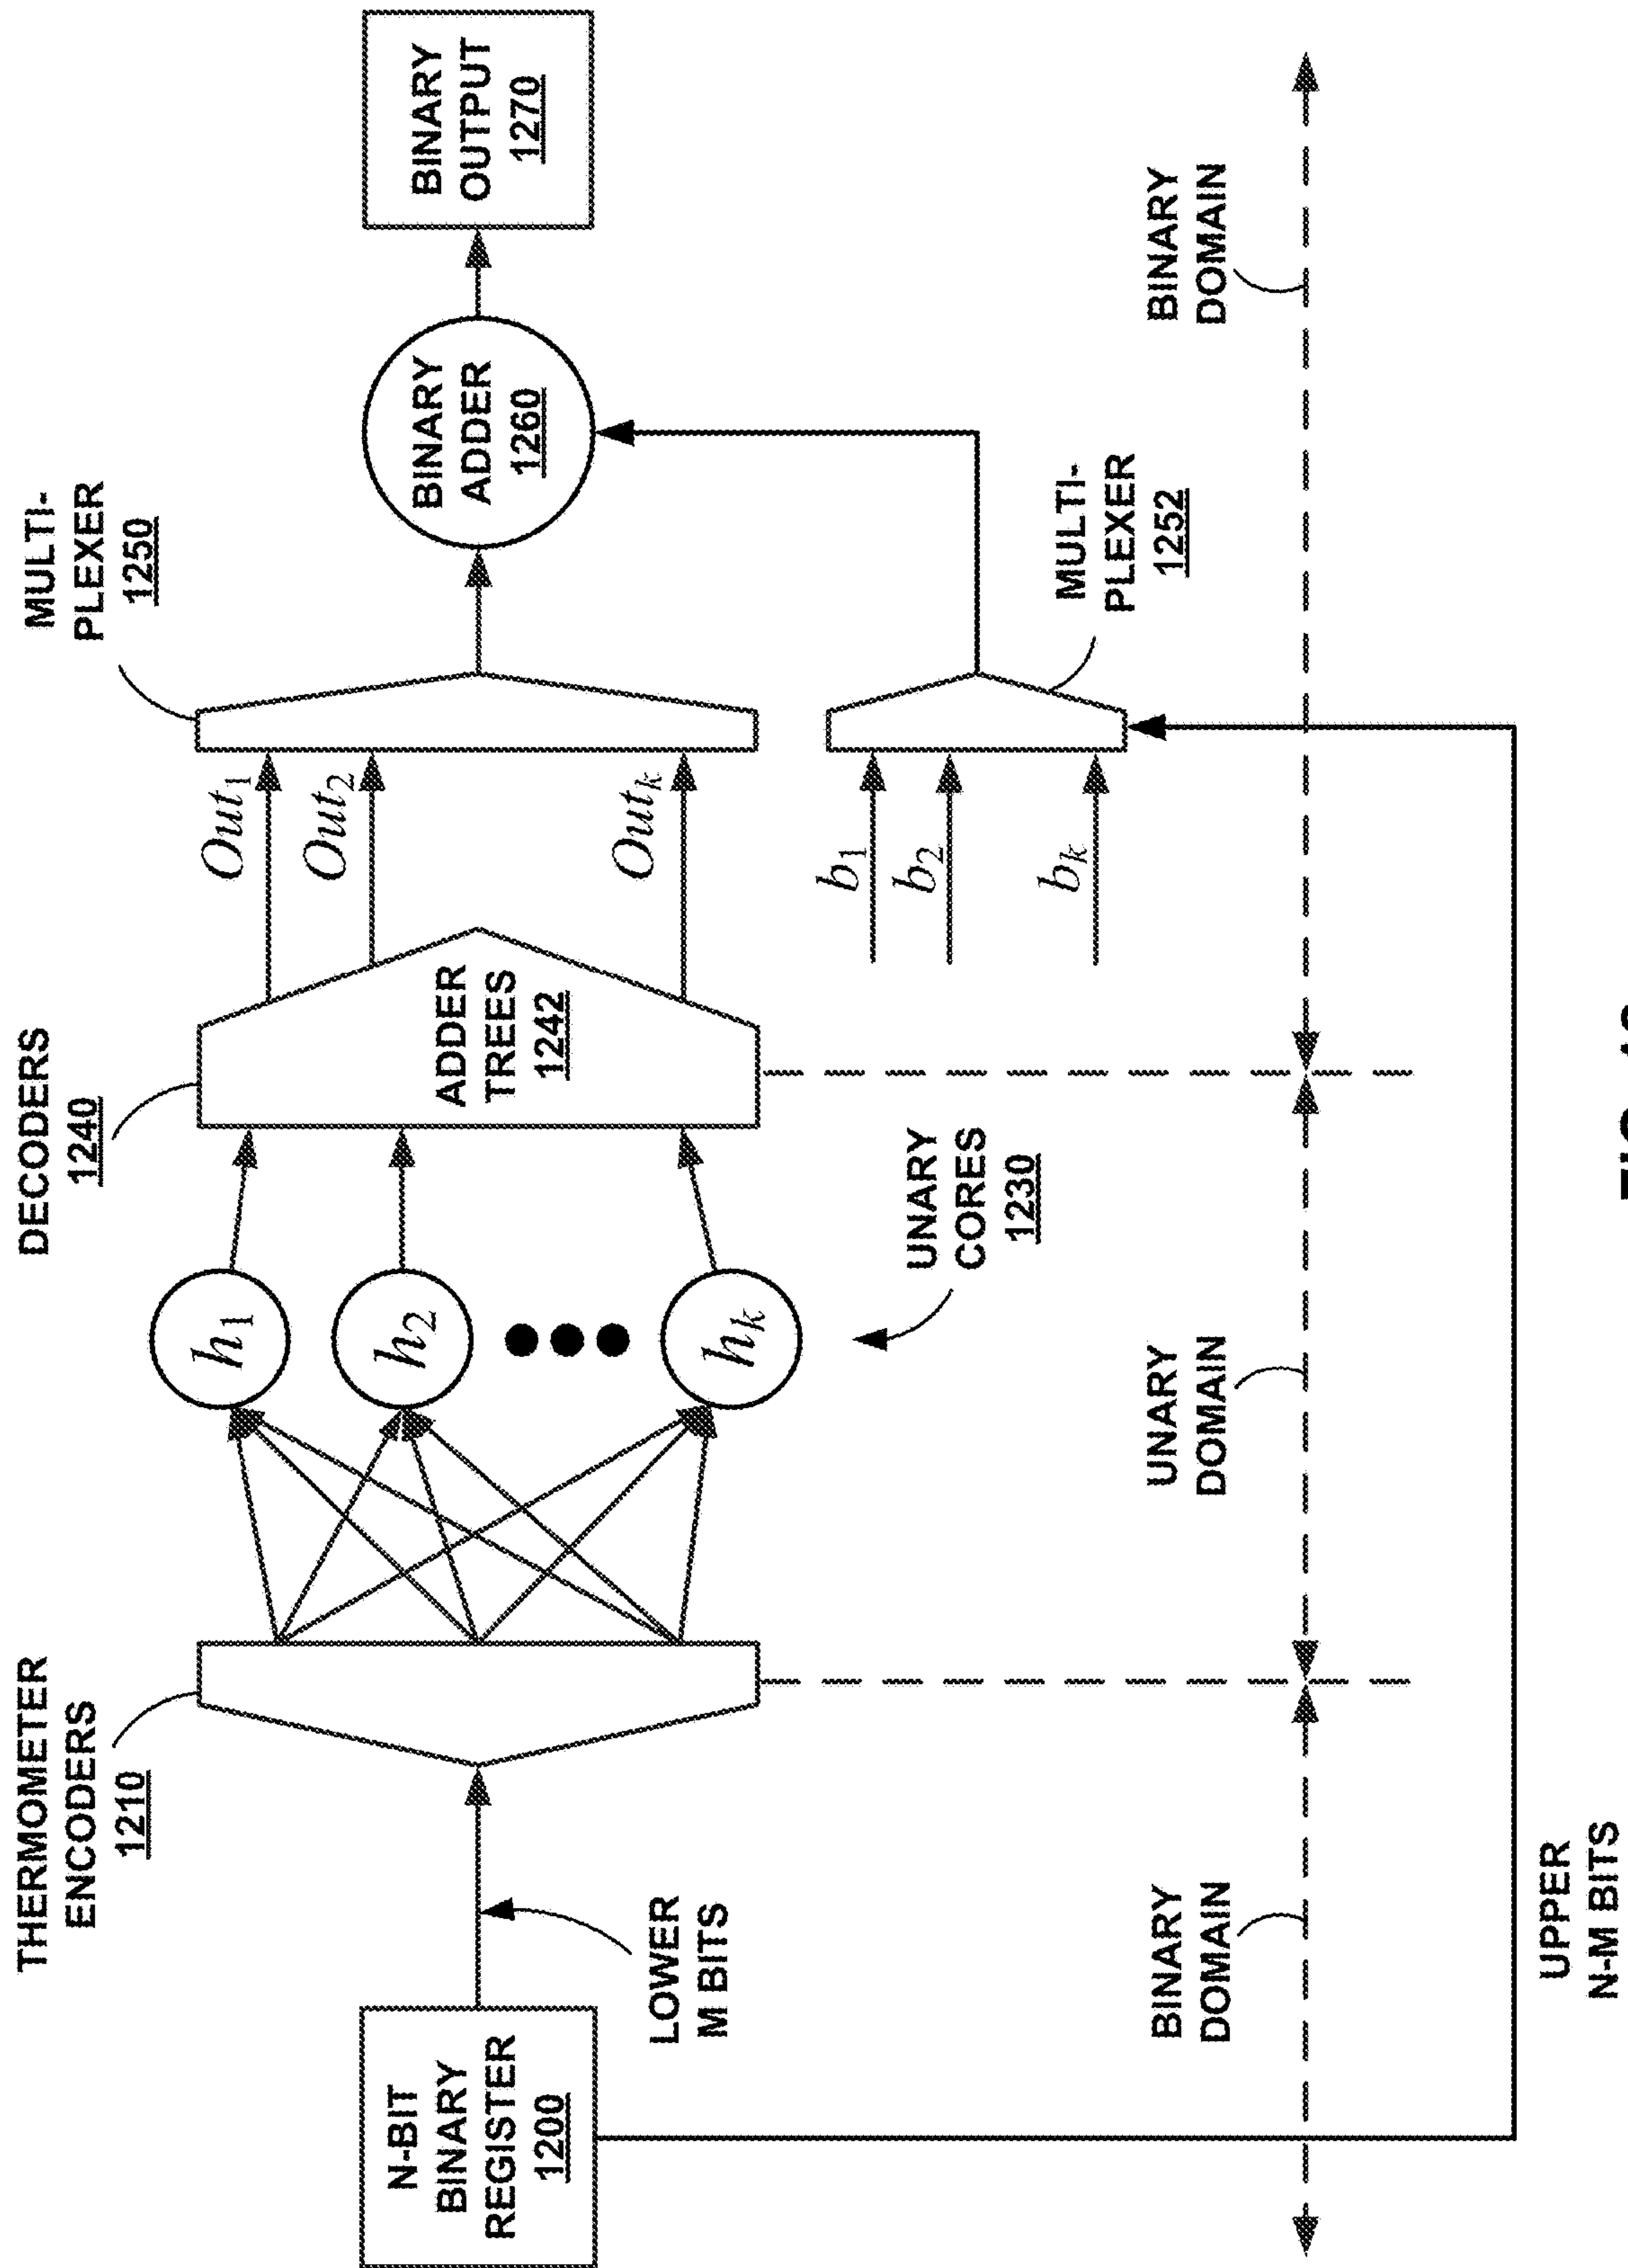 THERMOMETER
ENCODERS
1210
DECODERS
1240
MULTI-
PLEXER
1250
N-BIT
BINARY
REGISTER
1200
LOWER
M BITS
h1
h2
hk
UNARY
CORES
1230
ADDER
TREES
1242
Out1
Out2
Outk
b1
b2
bk
MULTI-
PLEXER
1252
BINARY
ADDER
1260
BINARY
OUTPUT
1270
BINARY
DOMAIN
UNARY
DOMAIN
BINARY
DOMAIN
UPPER
N-M BITS